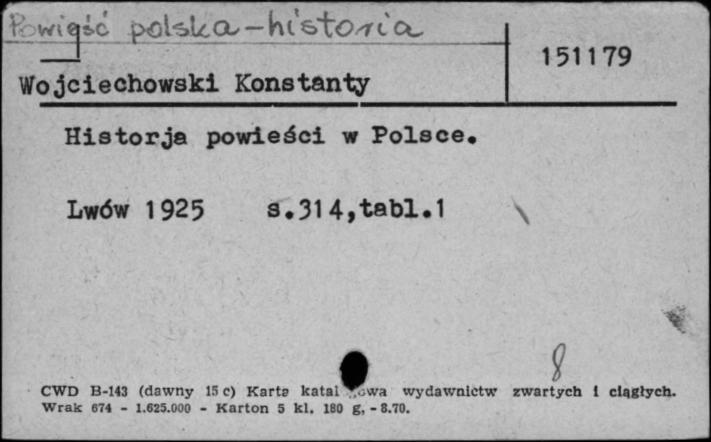 Powieść polska – historia
151179
Wojciechowski Konstanty
Historja powieści w Polsce.
Lwów 1925 s.314,tabl.1
8
CWD B-143 (dawny 15 c) Karta wydawnictw zwartych i ciągłych.
Wrak 674 – 1.625.000 – Karton 5 kl. 180 g. – 8.70.